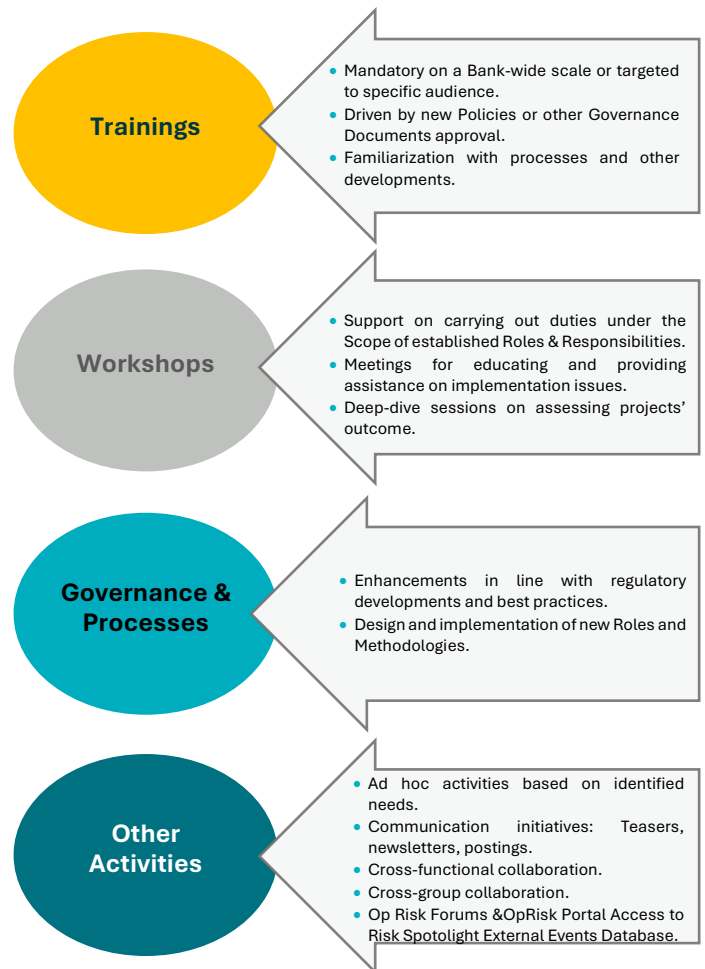 Trainings
• Mandatory on a Bank-wide scale or targeted
to specific audience.
• Driven by new Policies or other Governance
Documents approval.
• Familiarization with processes and other
developments.
Workshops
• Support on carrying out duties under the
Scope of established Roles & Responsibilities.
• Meetings for educating and providing
assistance on implementation issues.
• Deep-dive sessions on assessing projects’
outcome.
Governance &
Processes
• Enhancements in line with regulatory
developments and best practices.
• Design and implementation of new Roles and
Methodologies.
Other
Activities
• Ad hoc activities based on identified
needs.
• Communication initiatives: Teasers,
newsletters, postings.
• Cross-functional collaboration.
• Cross-group collaboration.
• Op Risk Forums &OpRisk Portal Access to
Risk Spotolight External Events Database.